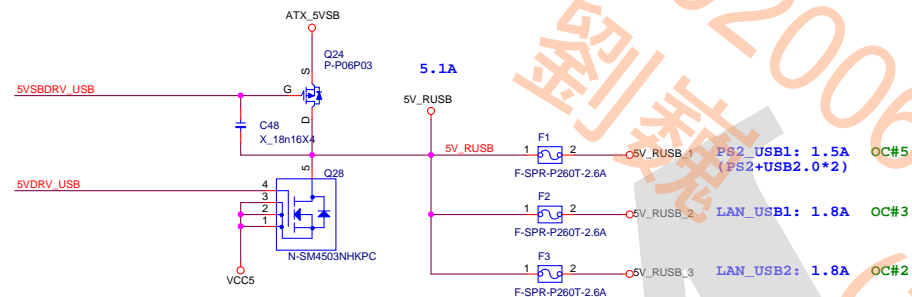 ATX_5VSB
Q24
P-P06P03
S
G
D
5VSBDRV_USB
C48
X_18n16X4
5.1A
5V_RUSB
5V_RUSB
F1
1 2
F-SPR-P260T-2.6A
5V_RUSB_1
PS2_USB1: 1.5A OC#5
(PS2+USB2.0*2)
5VDRV_USB
5
Q28
4
3
2
1
N-SM4503NHKPC
VCC5
F2
1 2
F-SPR-P260T-2.6A
5V_RUSB_2
LAN_USB1: 1.8A OC#3
F3
1 2
F-SPR-P260T-2.6A
5V_RUSB_3
LAN_USB2: 1.8A OC#2
2006
劉巍